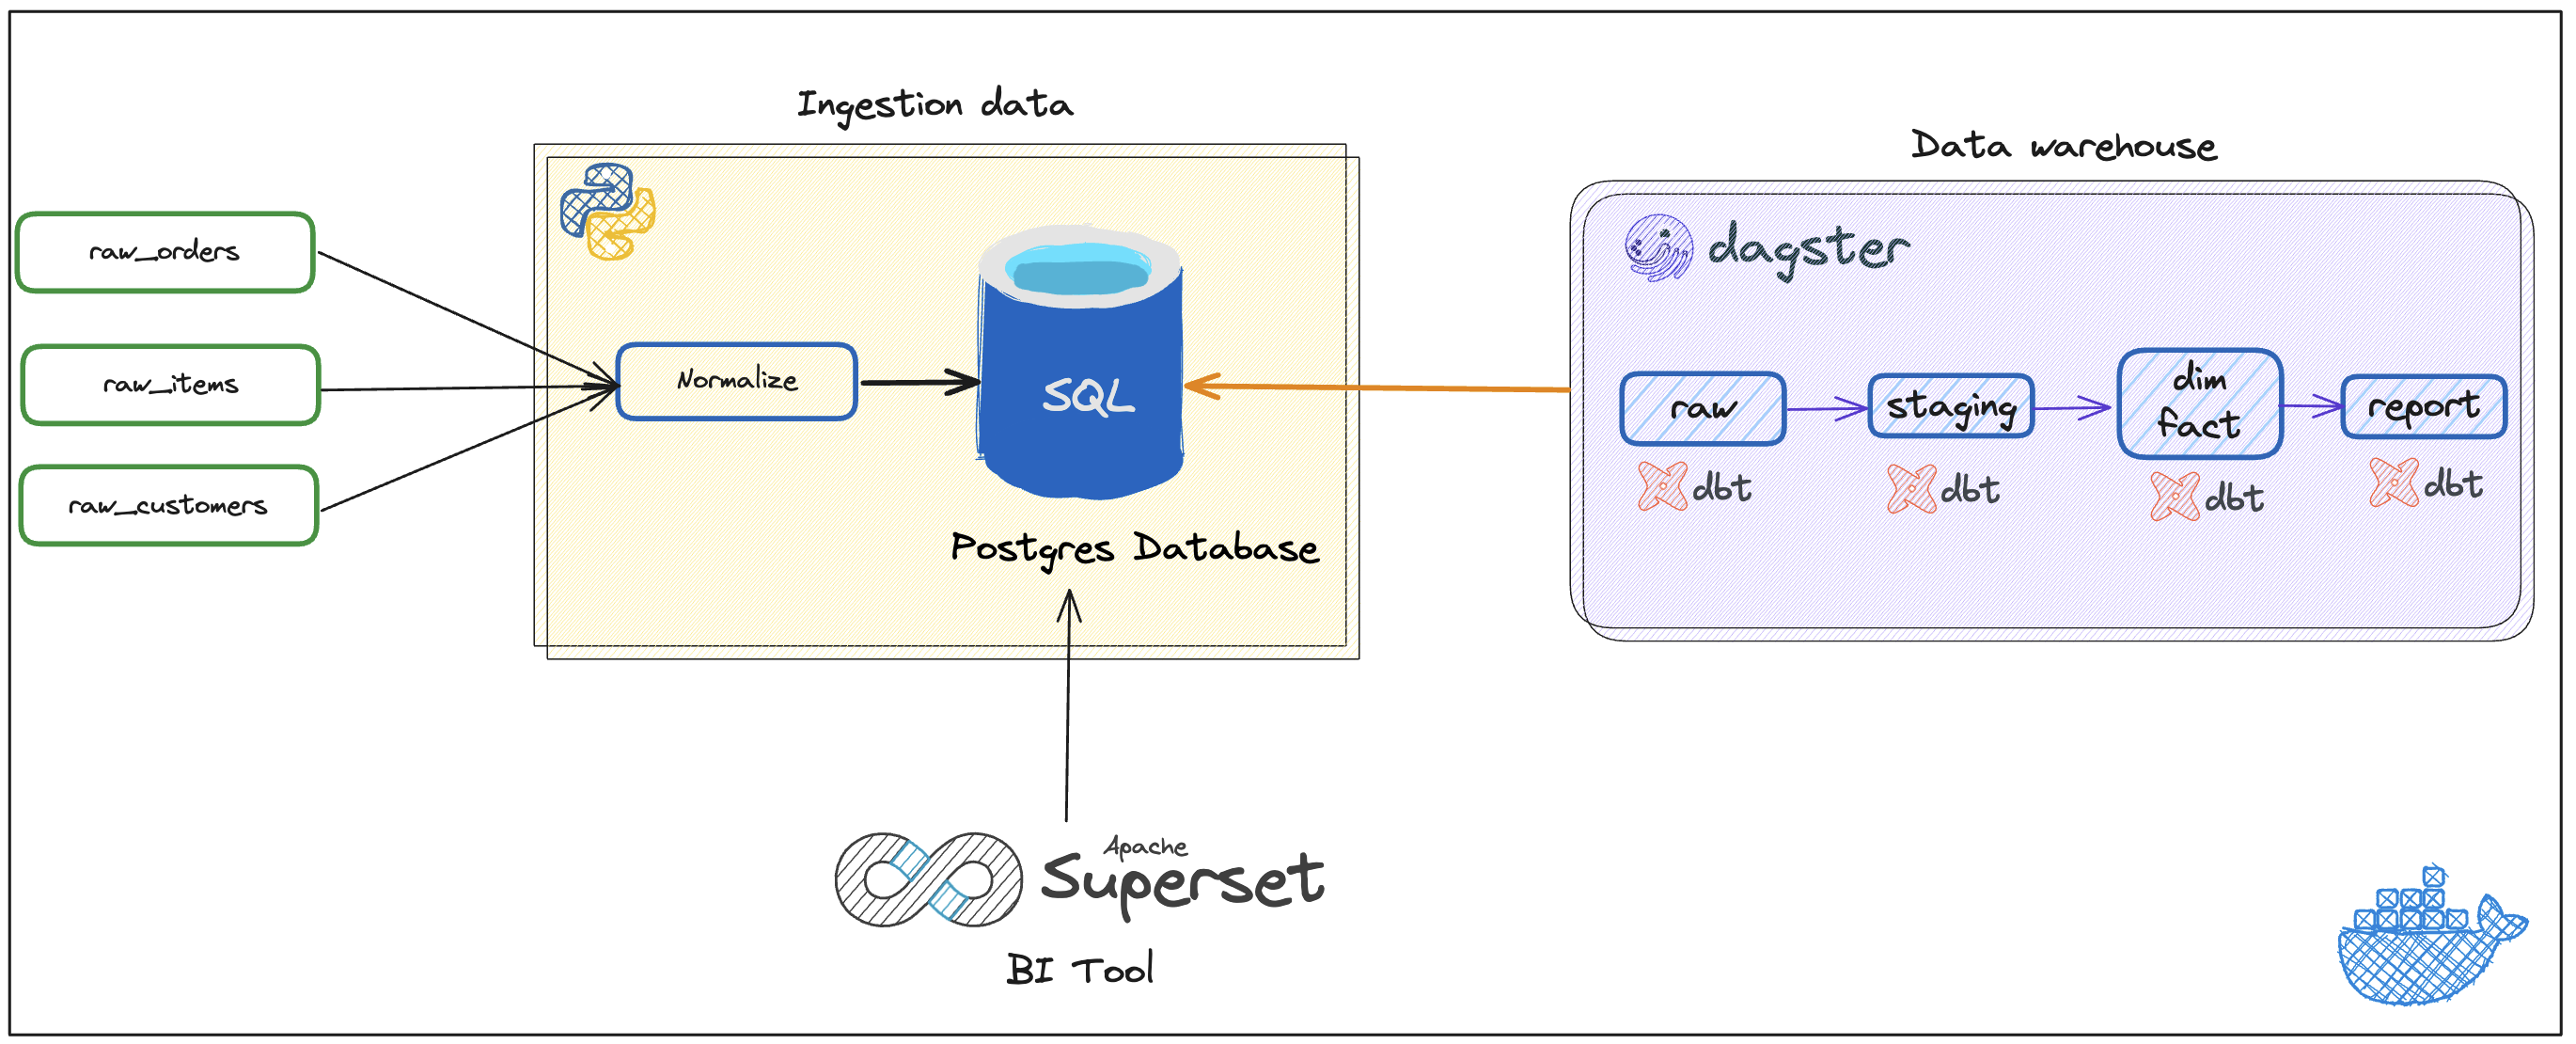 Ingestion data
Data warehouse
raw_orders
raw_items
raw_customers
Normalize
SQL
Postgres Database
dagster
raw
staging
dim
fact
report
dbt
dbt
dbt
dbt
Apache
Superset
BI Tool